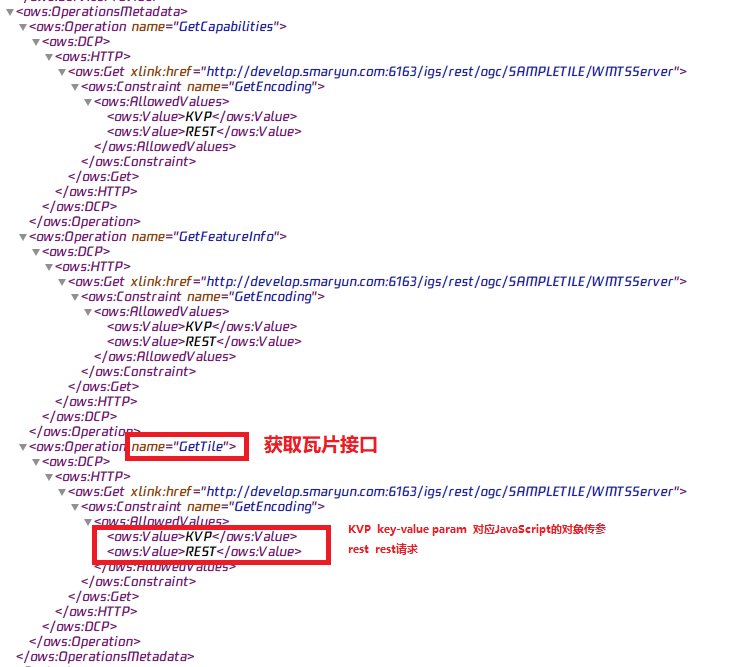 <ows:OperationsMetadata>
<ows:Operation name="GetCapabilities">
<ows:DCP>
<ows:HTTP>
<ows:Get xlink:href="http://develop.smaryun.com:6163/igs/rest/ogc/SAMPLETILE/WMTSServer">
<ows:Constraint name="GetEncoding">
<ows:AllowedValues>
<ows:Value>KVP</ows:Value>
<ows:Value>REST</ows:Value>
</ows:AllowedValues>
</ows:Constraint>
</ows:Get>
</ows:HTTP>
</ows:DCP>
</ows:Operation>
<ows:Operation name="GetFeatureInfo">
<ows:DCP>
<ows:HTTP>
<ows:Get xlink:href="http://develop.smaryun.com:6163/igs/rest/ogc/SAMPLETILE/WMTSServer">
<ows:Constraint name="GetEncoding">
<ows:AllowedValues>
<ows:Value>KVP</ows:Value>
<ows:Value>REST</ows:Value>
</ows:AllowedValues>
</ows:Constraint>
</ows:Get>
</ows:HTTP>
</ows:DCP>
</ows:Operation>
<ows:Operation name="GetTile"> 获取瓦片接口
<ows:DCP>
<ows:HTTP>
<ows:Get xlink:href="http://develop.smaryun.com:6163/igs/rest/ogc/SAMPLETILE/WMTSServer">
<ows:Constraint name="GetEncoding">
<ows:AllowedValues>
<ows:Value>KVP</ows:Value> KVP key-value param 对应JavaScript的对象传参
<ows:Value>REST</ows:Value> rest rest请求
</ows:AllowedValues>
</ows:Constraint>
</ows:Get>
</ows:HTTP>
</ows:DCP>
</ows:Operation>
</ows:OperationsMetadata>